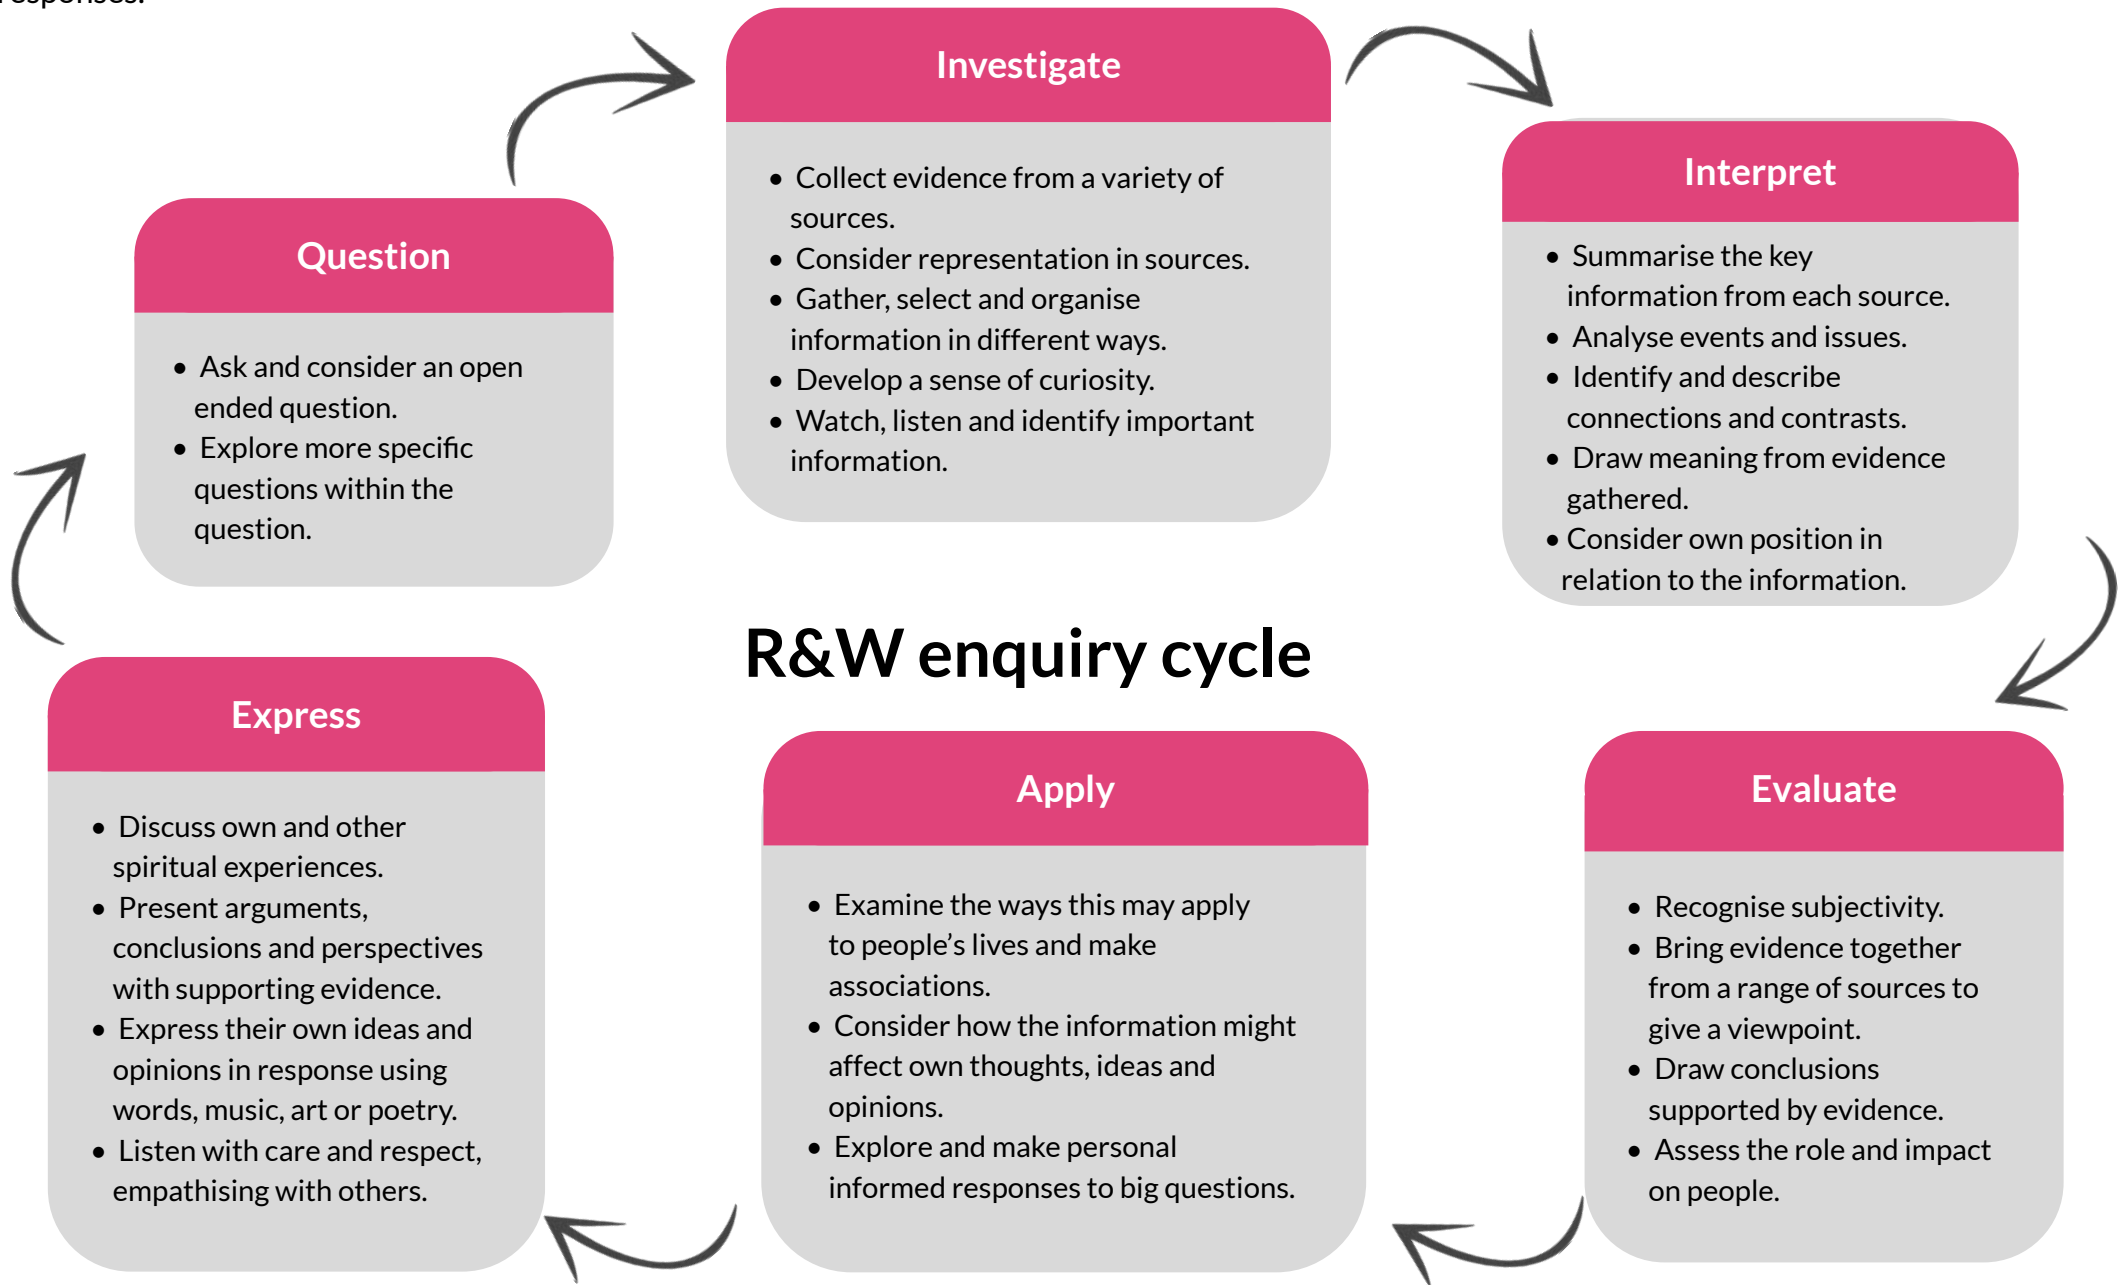 responses.
Investigate
• Collect evidence from a variety of
sources.
• Consider representation in sources.
• Gather, select and organise
information in different ways.
• Develop a sense of curiosity.
• Watch, listen and identify important
information.
Interpret
• Summarise the key
information from each source.
• Analyse events and issues.
• Identify and describe
connections and contrasts.
• Draw meaning from evidence
gathered.
• Consider own position in
relation to the information.
Question
• Ask and consider an open
ended question.
• Explore more specific
questions within the
question.
R&W enquiry cycle
Express
• Discuss own and other
spiritual experiences.
• Present arguments,
conclusions and perspectives
with supporting evidence.
• Express their own ideas and
opinions in response using
words, music, art or poetry.
• Listen with care and respect,
empathising with others.
Apply
• Examine the ways this may apply
to people’s lives and make
associations.
• Consider how the information might
affect own thoughts, ideas and
opinions.
• Explore and make personal
informed responses to big questions.
Evaluate
• Recognise subjectivity.
• Bring evidence together
from a range of sources to
give a viewpoint.
• Draw conclusions
supported by evidence.
• Assess the role and impact
on people.